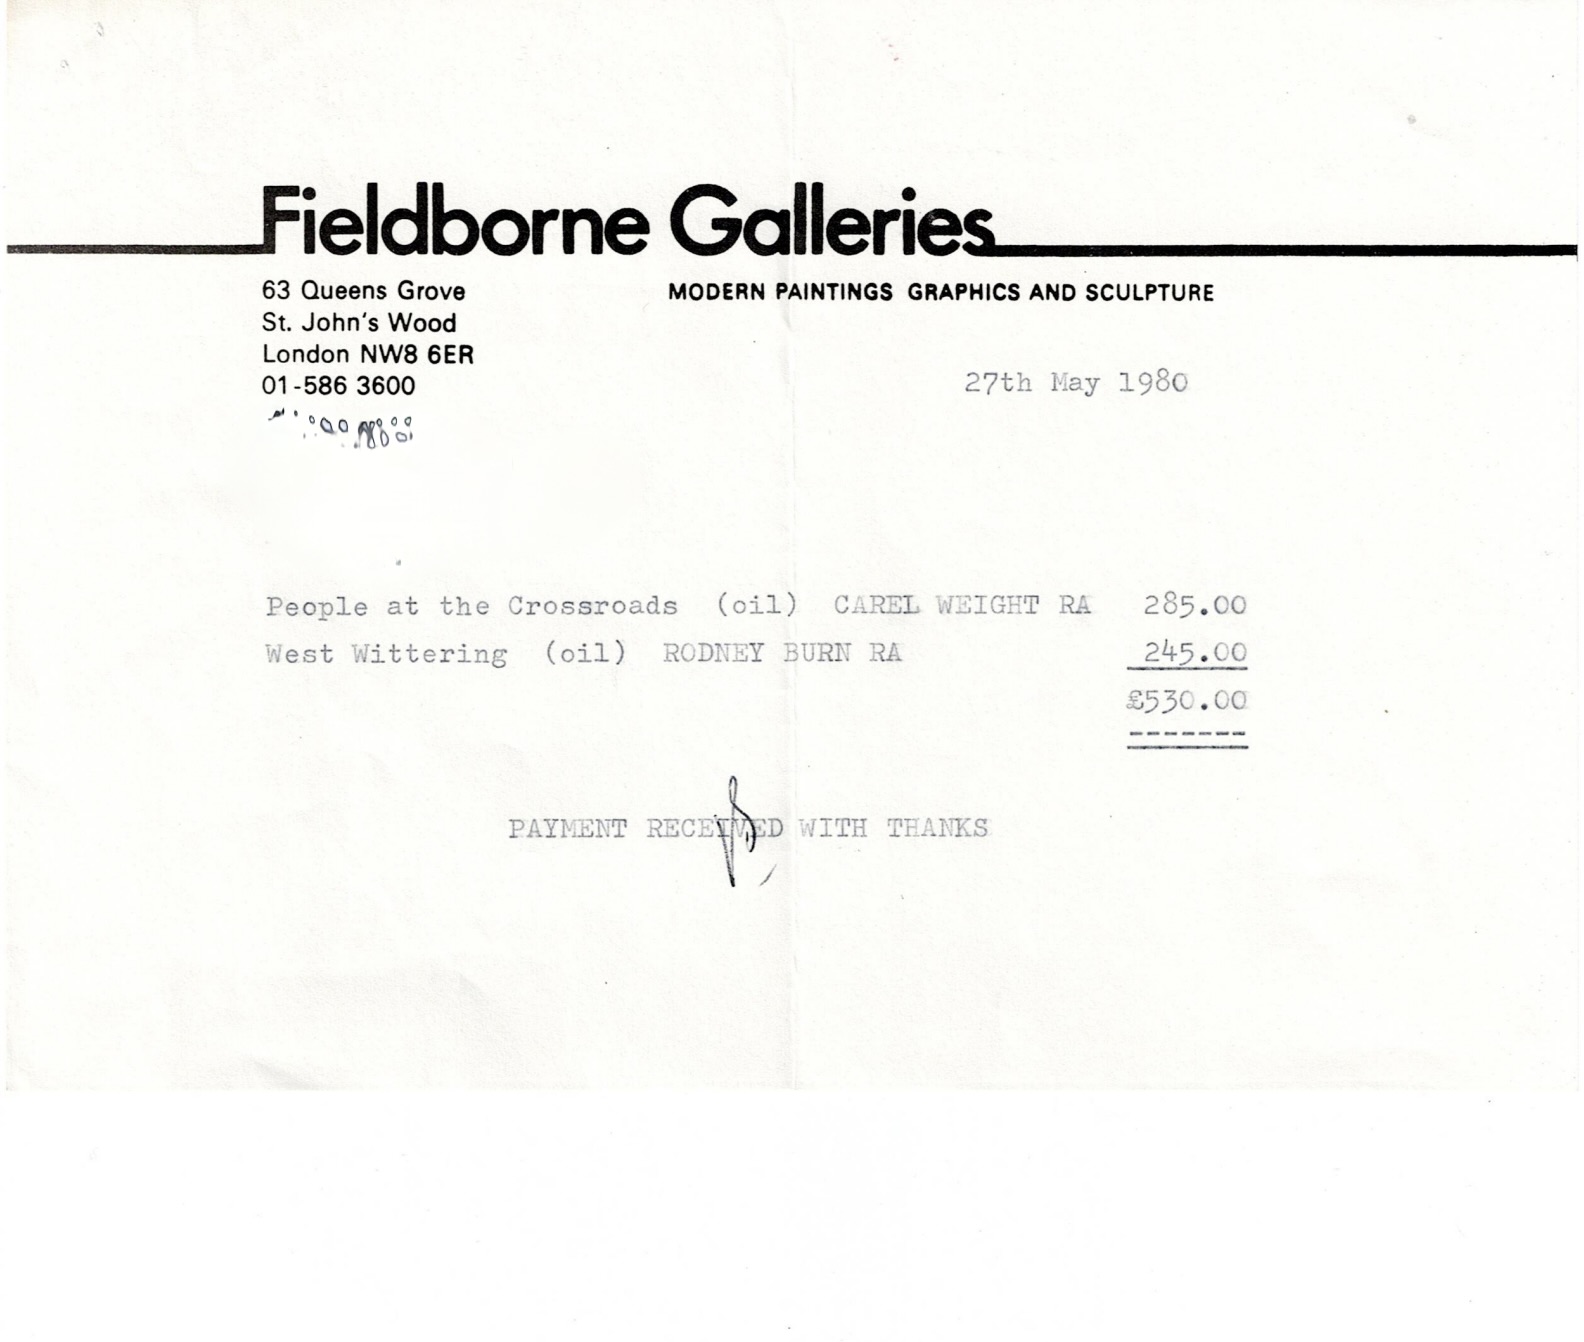 Fieldborne Galleries
63 Queens Grove
St. John's Wood
London NW8 6ER
01-586 3600
MODERN PAINTINGS GRAPHICS AND SCULPTURE
27th May 1980
People at the Crossroads (oil) CAREL WEIGHT RA 285.00
West Wittering (oil) RODNEY BURN RA 245.00
£530.00
PAYMENT RECEIVED WITH THANKS